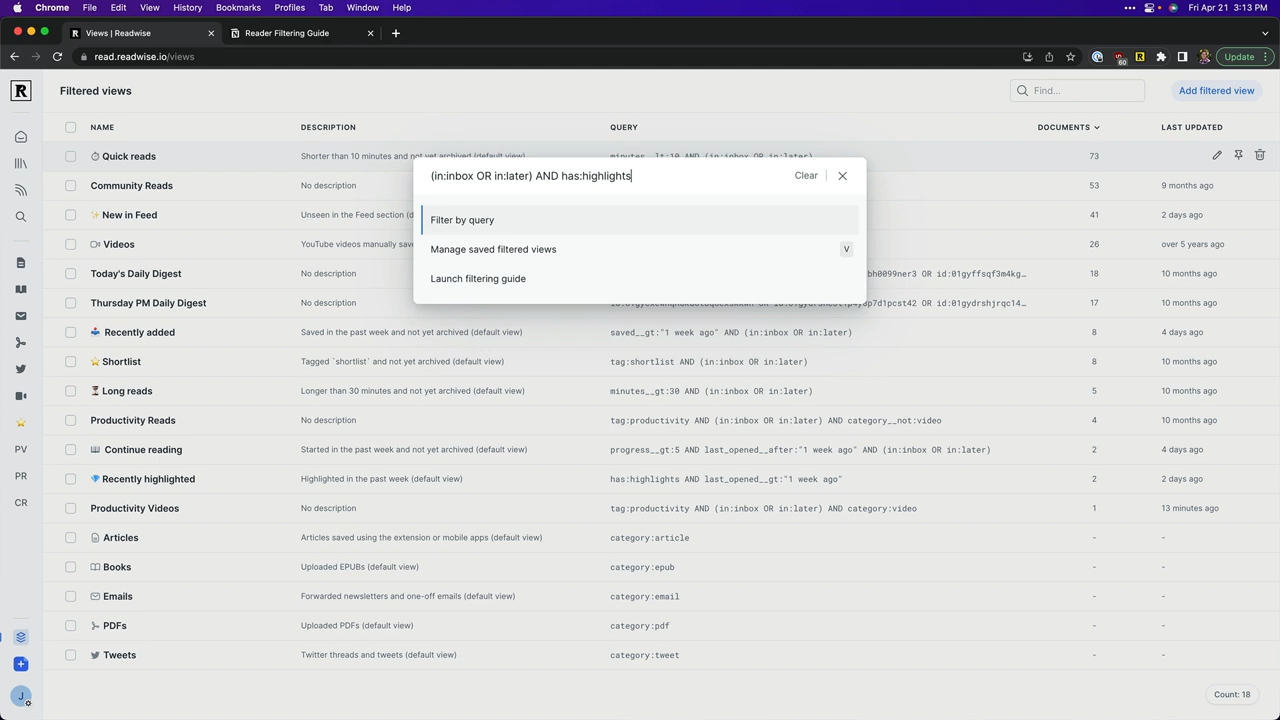 Chrome File Edit View History Bookmarks Profiles Tab Window Help Fri Apr 21 3:13 PM
Views | Readwise Reader Filtering Guide
read.readwise.io/views 60 Update
R Filtered views Find... Add filtered view
NAME DESCRIPTION QUERY DOCUMENTS LAST UPDATED
Quick reads Shorter than 10 minutes and not yet archived (default view) minutes__lt:10 AND (in:inbox OR in:later) 73
(in:inbox OR in:later) AND has:highlights Clear
Community Reads No description 53 9 months ago
New in Feed Unseen in the Feed section (d 41 2 days ago
Filter by query
Videos YouTube videos manually save 26 over 5 years ago
Manage saved filtered views V
Today's Daily Digest No description bh0099ner3 OR id:01gyffsqf3m4kg… 18 10 months ago
Launch filtering guide
Thursday PM Daily Digest No description 17 10 months ago
Recently added Saved in the past week and not yet archived (default view) saved__gt:"1 week ago" AND (in:inbox OR in:later) 8 4 days ago
Shortlist Tagged `shortlist` and not yet archived (default view) tag:shortlist AND (in:inbox OR in:later) 8 10 months ago
Long reads Longer than 30 minutes and not yet archived (default view) minutes__gt:30 AND (in:inbox OR in:later) 5 10 months ago
Productivity Reads No description tag:productivity AND (in:inbox OR in:later) AND category__not:video 4 10 months ago
PV Continue reading Started in the past week and not yet archived (default view) progress__gt:5 AND last_opened__after:"1 week ago" AND (in:inbox OR in:later) 2 4 days ago
PR Recently highlighted Highlighted in the past week (default view) has:highlights AND last_opened__gt:"1 week ago" 2 2 days ago
CR Productivity Videos No description tag:productivity AND (in:inbox OR in:later) AND category:video 1 13 minutes ago
Articles Articles saved using the extension or mobile apps (default view) category:article - -
Books Uploaded EPUBs (default view) category:epub - -
Emails Forwarded newsletters and one-off emails (default view) category:email - -
PDFs Uploaded PDFs (default view) category:pdf - -
Tweets Twitter threads and tweets (default view) category:tweet - -
J Count: 18